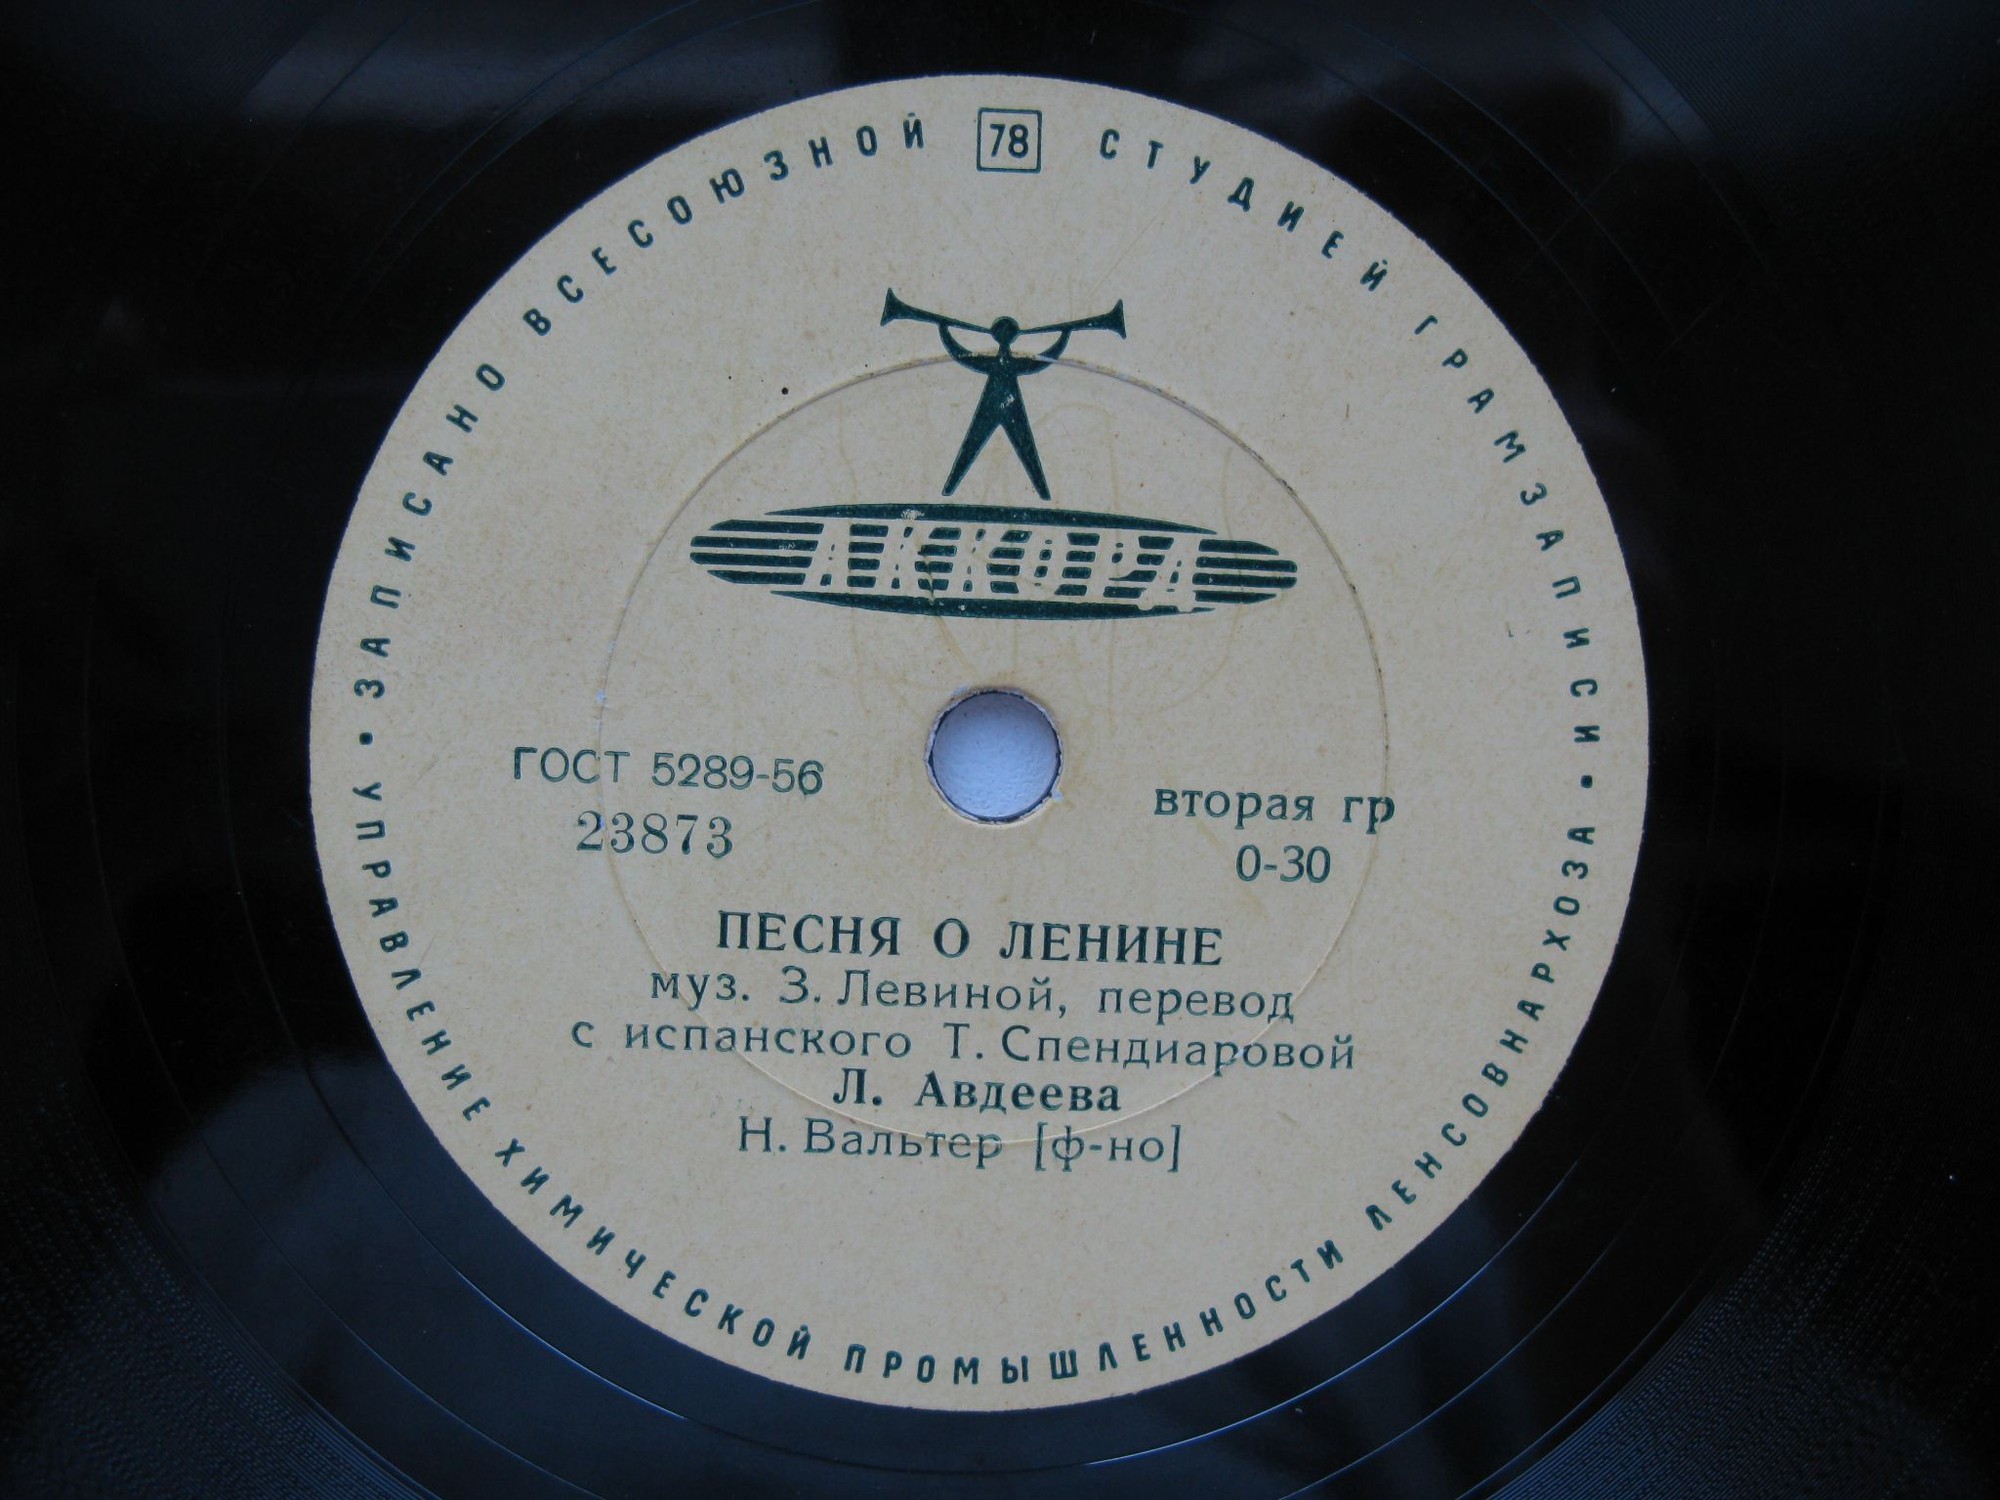 ЗАПИСАНО ВСЕСОЮЗНОЙ 78 СТУДИЕЙ ГРАМЗАПИСИ
АККОРД
ГОСТ 5289-56
23873
вторая гр
0-30
ПЕСНЯ О ЛЕНИНЕ
муз. З. Левиной, перевод
с испанского Т. Спендиаровой
Л. Авдеева
Н. Вальтер [ф-но]
• УПРАВЛЕНИЕ ХИМИЧЕСКОЙ ПРОМЫШЛЕННОСТИ ЛЕНСОВНАРХОЗА •